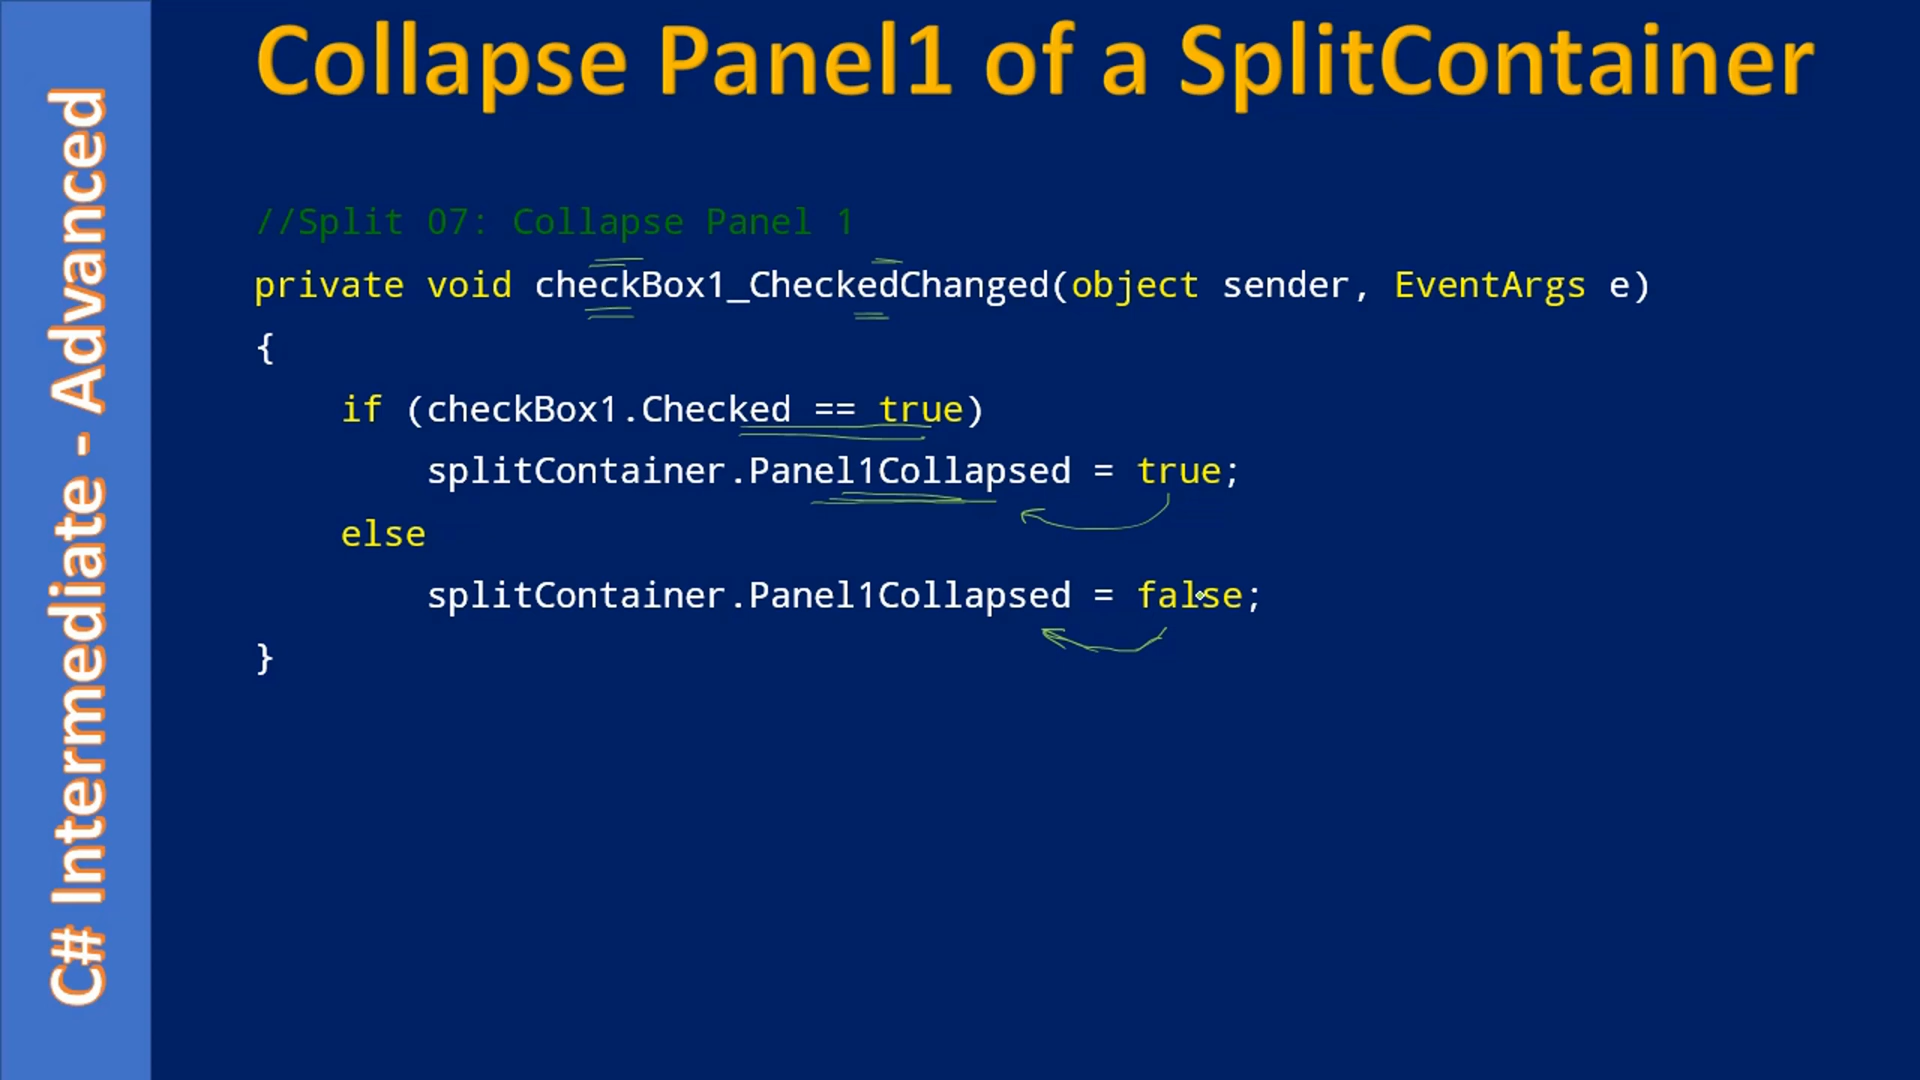 Collapse Panel1 of a SplitContainer
C# Intermediate - Advanced
//Split 07: Collapse Panel 1
private void checkBox1_CheckedChanged(object sender, EventArgs e)
{
if (checkBox1.Checked == true)
splitContainer.Panel1Collapsed = true;
else
splitContainer.Panel1Collapsed = false;
}